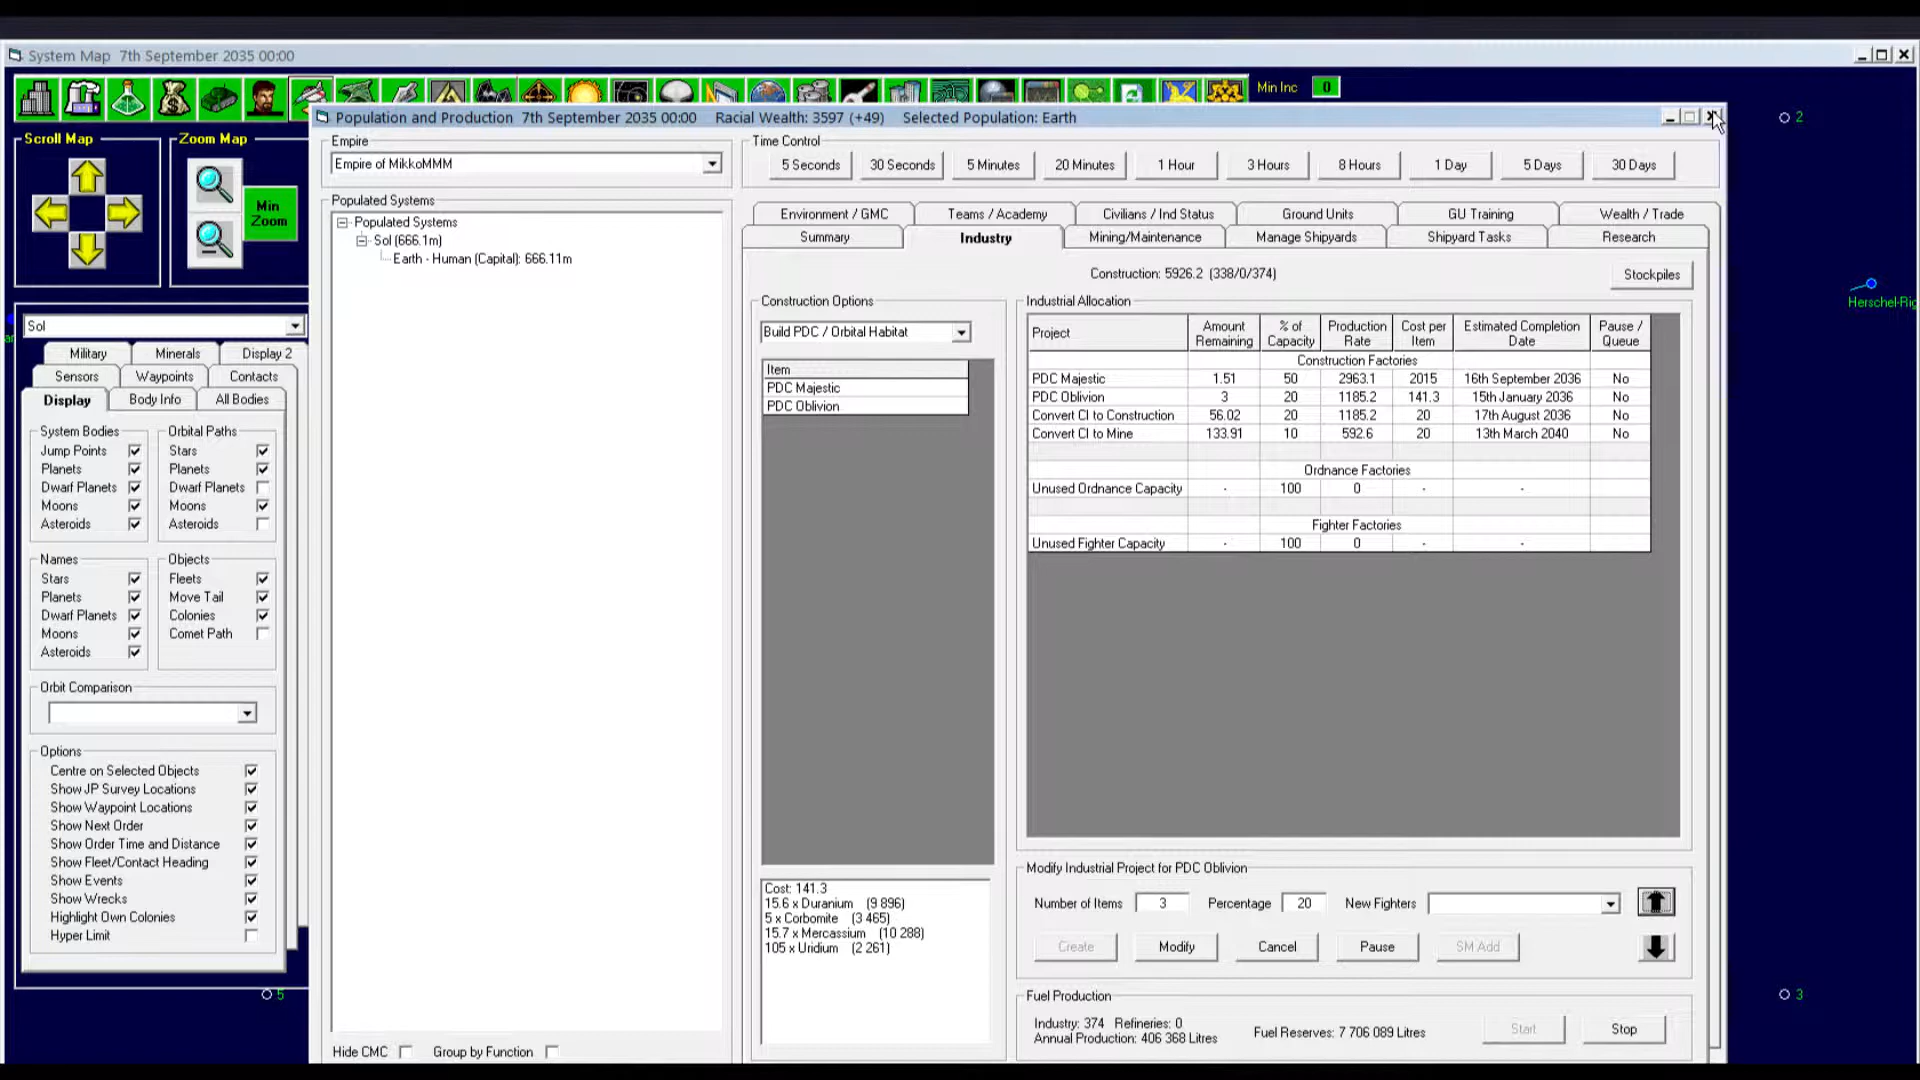 System Map 7th September 2035 00:00
Min Inc 0
Scroll Map
Zoom Map
Min Zoom
Sol
Military Minerals Display 2
Sensors Waypoints Contacts
Display Body Info All Bodies
System Bodies
Jump Points
Planets
Dwarf Planets
Moons
Asteroids
Orbital Paths
Stars
Planets
Dwarf Planets
Moons
Asteroids
Names
Stars
Planets
Dwarf Planets
Moons
Asteroids
Objects
Fleets
Move Tail
Colonies
Comet Path
Orbit Comparison
Options
Centre on Selected Objects
Show JP Survey Locations
Show Waypoint Locations
Show Next Order
Show Order Time and Distance
Show Fleet/Contact Heading
Show Events
Show Wrecks
Highlight Own Colonies
Hyper Limit
5
Population and Production 7th September 2035 00:00 Racial Wealth: 3597 (+49) Selected Population: Earth
Empire
Empire of MikkoMMM
Populated Systems
Populated Systems
Sol (666.1m)
Earth - Human (Capital): 666.11m
Hide CMC Group by Function
Time Control
5 Seconds 30 Seconds 5 Minutes 20 Minutes 1 Hour 3 Hours 8 Hours 1 Day 5 Days 30 Days
Environment / GMC Teams / Academy Civilians / Ind Status Ground Units GU Training Wealth / Trade
Summary Industry Mining/Maintenance Manage Shipyards Shipyard Tasks Research
Construction: 5926.2 (338/0/374)
Stockpiles
Construction Options
Build PDC / Orbital Habitat
Item
PDC Majestic
PDC Oblivion
Cost: 141.3
15.6 x Duranium (9 896)
5 x Corbomite (3 465)
15.7 x Mercassium (10 288)
105 x Uridium (2 261)
Industrial Allocation
Project Amount Remaining % of Capacity Production Rate Cost per Item Estimated Completion Date Pause / Queue
Construction Factories
PDC Majestic 1.51 50 2963.1 2015 16th September 2036 No
PDC Oblivion 3 20 1185.2 141.3 15th January 2036 No
Convert CI to Construction 56.02 20 1185.2 20 17th August 2036 No
Convert CI to Mine 133.91 10 592.6 20 13th March 2040 No
Ordnance Factories
Unused Ordnance Capacity - 100 0 - -
Fighter Factories
Unused Fighter Capacity - 100 0 - -
Modify Industrial Project for PDC Oblivion
Number of Items 3 Percentage 20 New Fighters
Create Modify Cancel Pause SM Add
Fuel Production
Industry: 374 Refineries: 0
Annual Production: 406 368 Litres
Fuel Reserves: 7 706 089 Litres
Start Stop
2
3